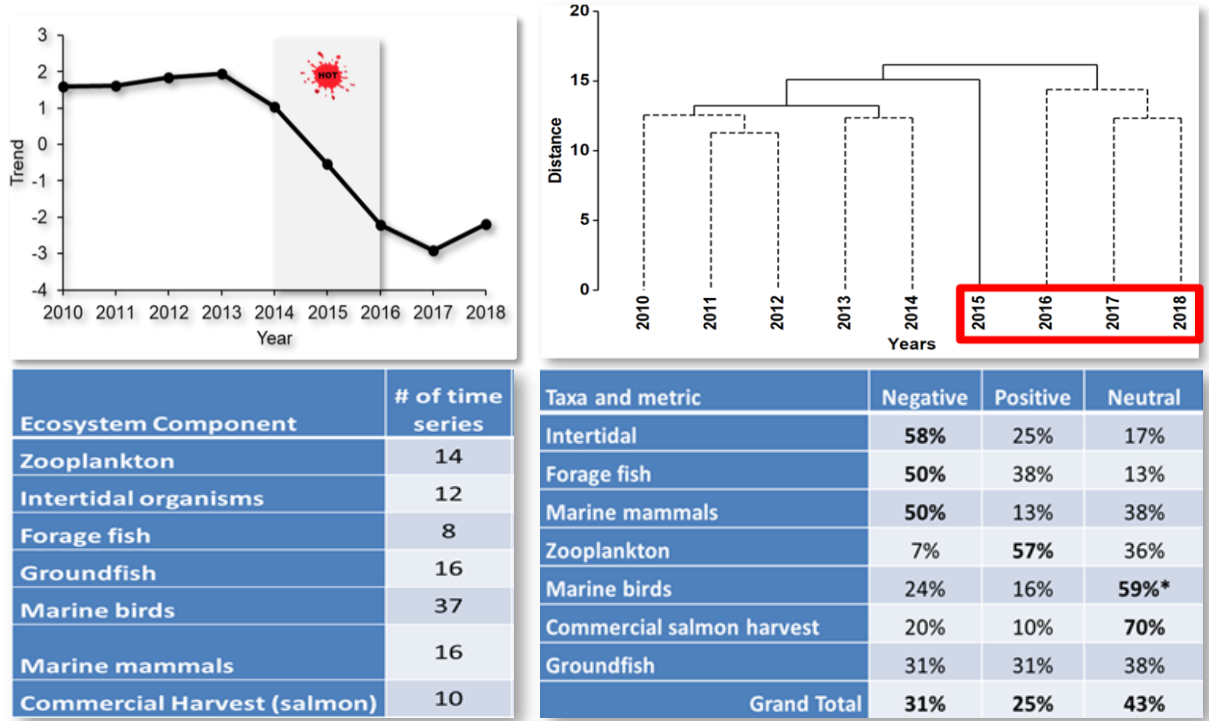 3
2
1
0
-1
-2
-3
-4
Trend
HOT
2010 2011 2012 2013 2014 2015 2016 2017 2018
Year
20
15
10
5
0
Distance
2010 2011 2012 2013 2014 2015 2016 2017 2018
Years
Ecosystem Component # of time series
Zooplankton 14
Intertidal organisms 12
Forage fish 8
Groundfish 16
Marine birds 37
Marine mammals 16
Commercial Harvest (salmon) 10
Taxa and metric Negative Positive Neutral
Intertidal 58% 25% 17%
Forage fish 50% 38% 13%
Marine mammals 50% 13% 38%
Zooplankton 7% 57% 36%
Marine birds 24% 16% 59%*
Commercial salmon harvest 20% 10% 70%
Groundfish 31% 31% 38%
Grand Total 31% 25% 43%